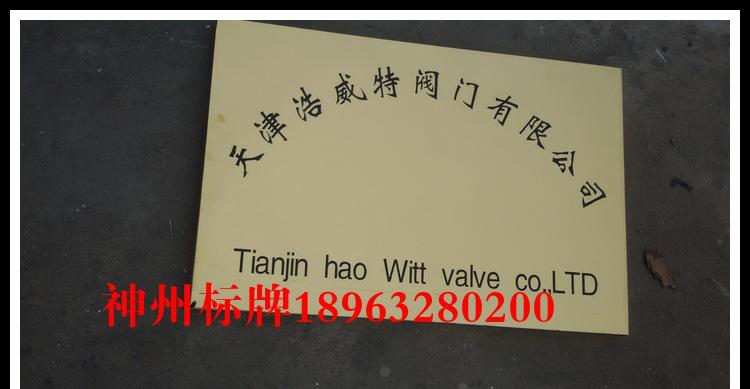 天津浩威特阀门有限公司
Tianjin hao Witt valve co.,LTD
神州标牌18963280200